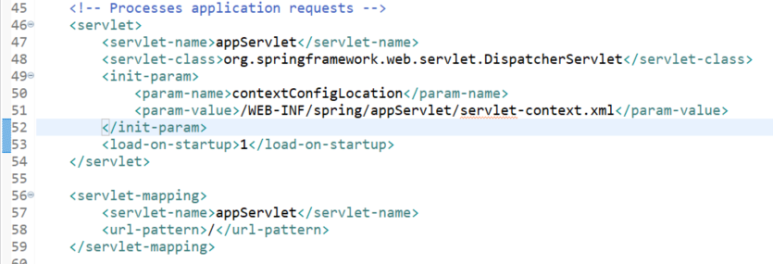 45 <!-- Processes application requests -->
46 <servlet>
47 <servlet-name>appServlet</servlet-name>
48 <servlet-class>org.springframework.web.servlet.DispatcherServlet</servlet-class>
49 <init-param>
50 <param-name>contextConfigLocation</param-name>
51 <param-value>/WEB-INF/spring/appServlet/servlet-context.xml</param-value>
52 </init-param>
53 <load-on-startup>1</load-on-startup>
54 </servlet>
55
56 <servlet-mapping>
57 <servlet-name>appServlet</servlet-name>
58 <url-pattern>/</url-pattern>
59 </servlet-mapping>
60